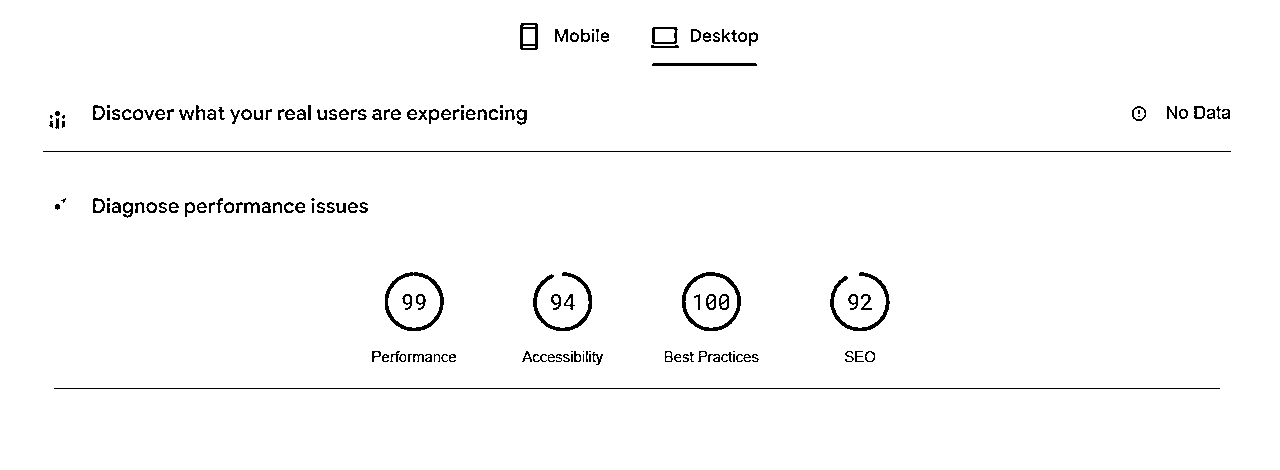 Mobile Desktop
Discover what your real users are experiencing No Data
Diagnose performance issues
99 94 100 92
Performance Accessibility Best Practices SEO